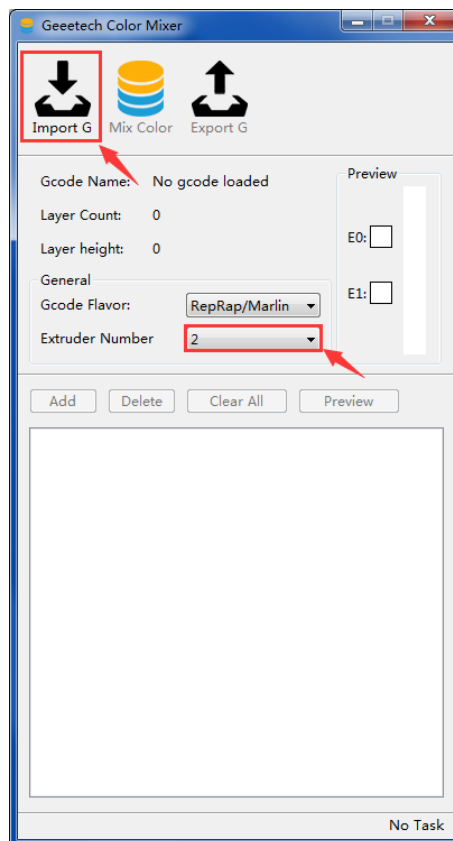 Geeetech Color Mixer
Import G Mix Color Export G
Gcode Name: No gcode loaded
Layer Count: 0
Layer height: 0
Preview
E0:
E1:
General
Gcode Flavor: RepRap/Marlin
Extruder Number 2
Add Delete Clear All Preview
No Task